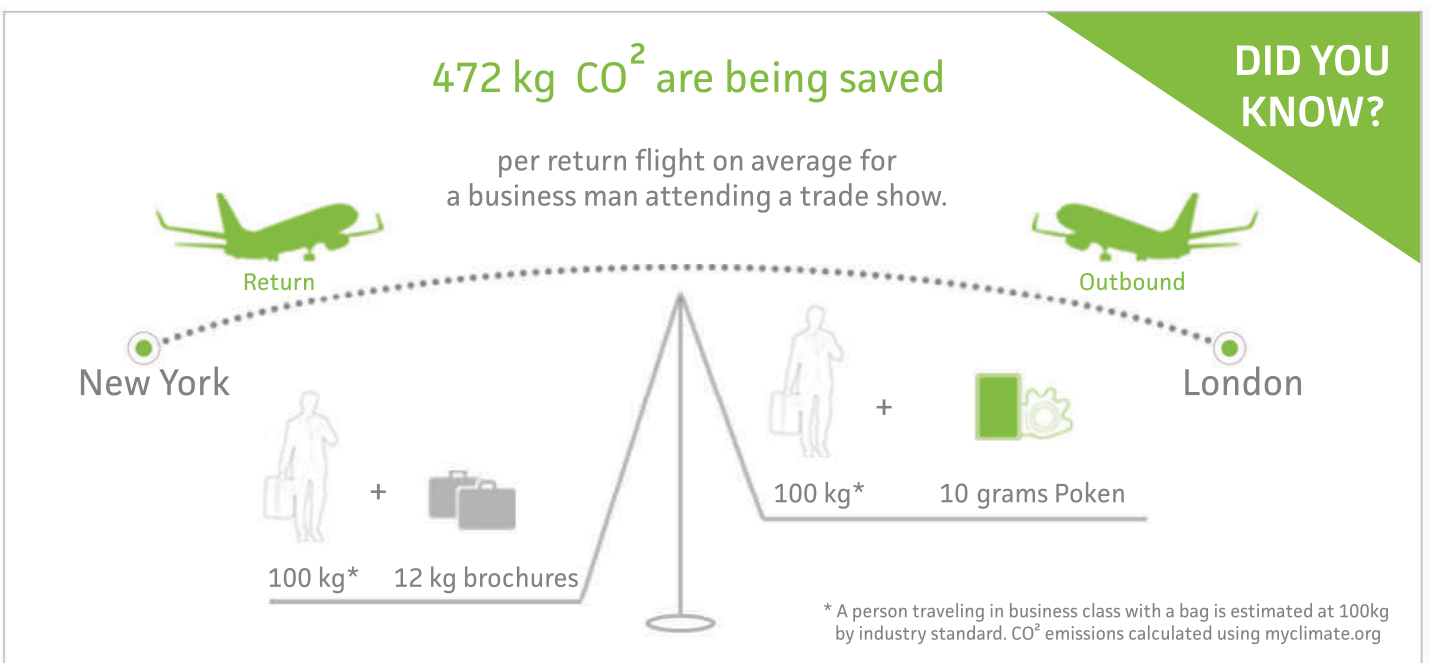 472 kg CO² are being saved
DID YOU
KNOW?
per return flight on average for
a business man attending a trade show.
Return
Outbound
New York
London
+
100 kg*
10 grams Poken
+
100 kg*
12 kg brochures
* A person traveling in business class with a bag is estimated at 100kg
by industry standard. CO² emissions calculated using myclimate.org